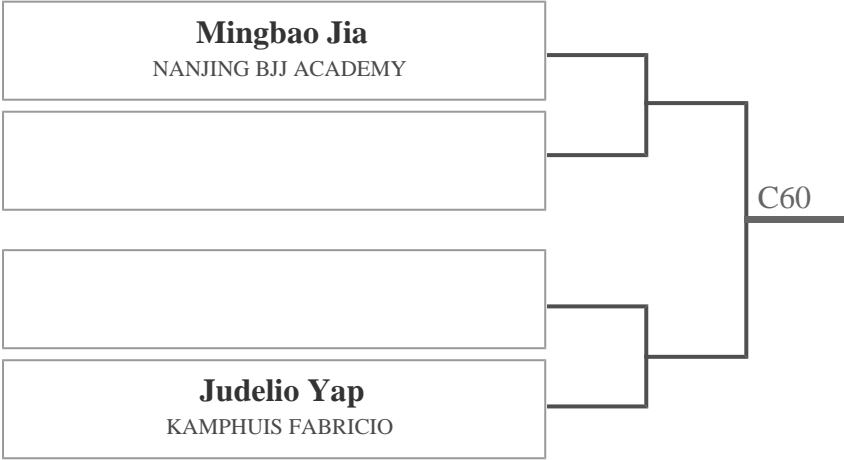 Mingbao Jia
NANJING BJJ ACADEMY
C60
Judelio Yap
KAMPHUIS FABRICIO